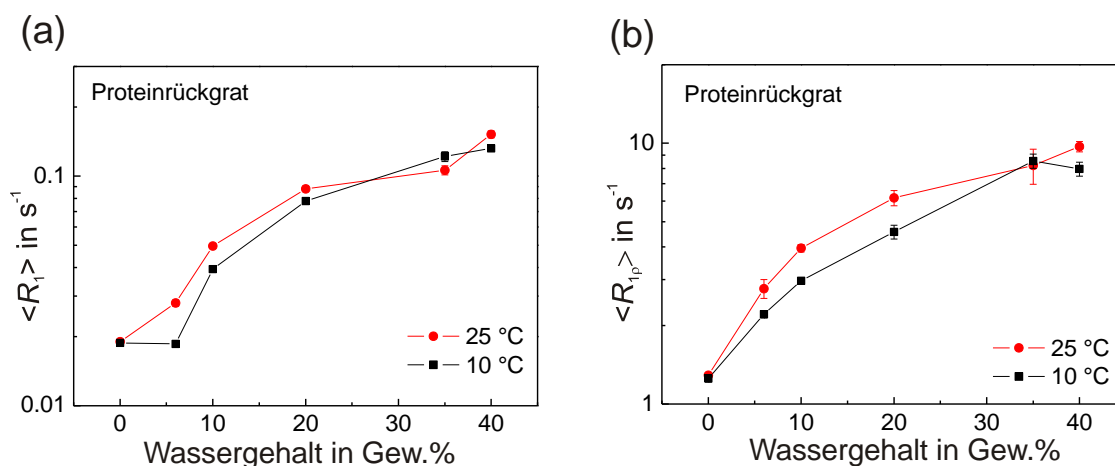 (a)
Proteinrückgrat
0.1
0.01
<R₁> in s⁻¹
25 °C
10 °C
0 10 20 30 40
Wassergehalt in Gew.%
(b)
Proteinrückgrat
10
1
<R₁ρ> in s⁻¹
25 °C
10 °C
0 10 20 30 40
Wassergehalt in Gew.%